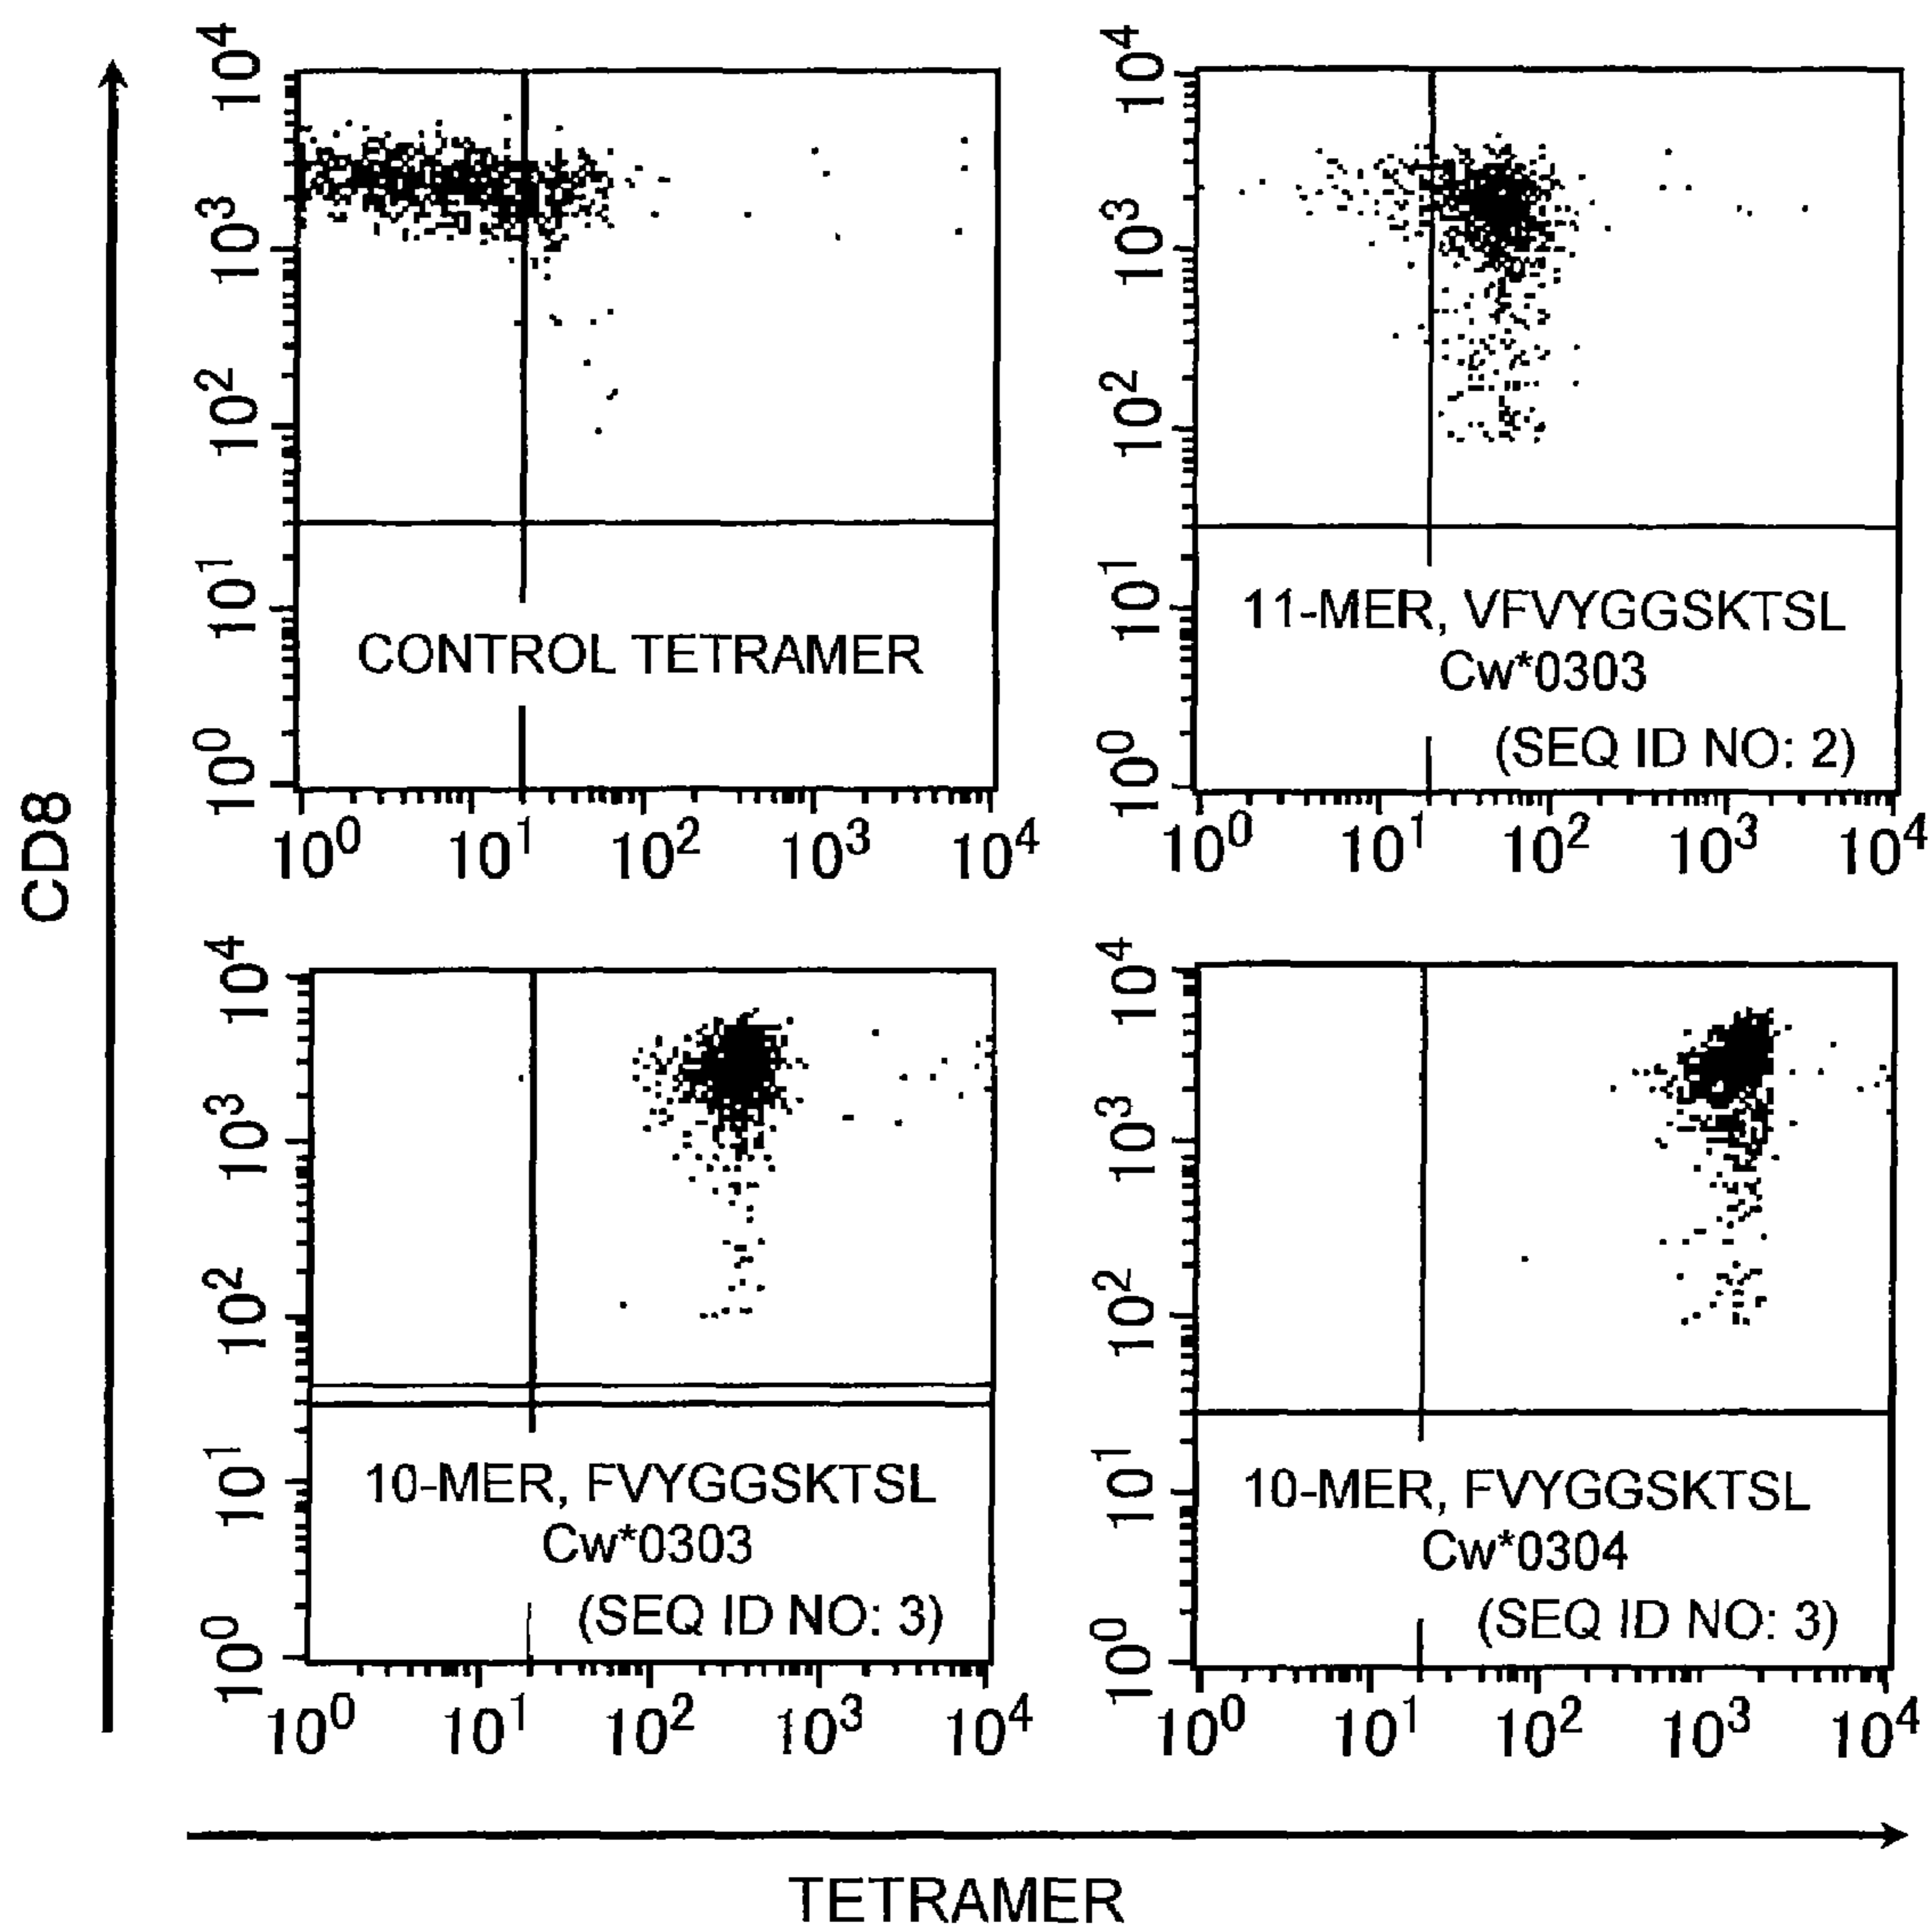 CD8
10⁴
10³
10²
10¹
10⁰
CONTROL TETRAMER
10⁰ 10¹ 10² 10³ 10⁴
10⁴
10³
10²
10¹
10⁰
11-MER, VFVYGGSKTSL
Cw*0303
(SEQ ID NO: 2)
10⁰ 10¹ 10² 10³ 10⁴
10⁴
10³
10²
10¹
10⁰
10-MER, FVYGGSKTSL
Cw*0303
(SEQ ID NO: 3)
10⁰ 10¹ 10² 10³ 10⁴
10⁴
10³
10²
10¹
10⁰
10-MER, FVYGGSKTSL
Cw*0304
(SEQ ID NO: 3)
10⁰ 10¹ 10² 10³ 10⁴
TETRAMER